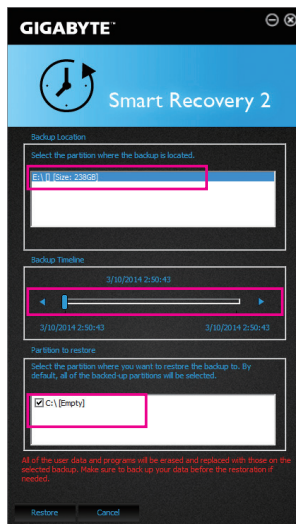 GIGABYTE™
Smart Recovery 2
Backup Location
Select the partition where the backup is located.
E:\ [] [Size: 238GB]
Backup Timeline
3/10/2014 2:50:43
3/10/2014 2:50:43
3/10/2014 2:50:43
Partition to restore
Select the partition where you want to restore the backup to. By
default, all of the backed-up partitions will be selected.
C:\ [Empty]
All of the user data and programs will be erased and replaced with those on the
selected backup. Make sure to back up your data before the restoration if
needed.
Restore
Cancel